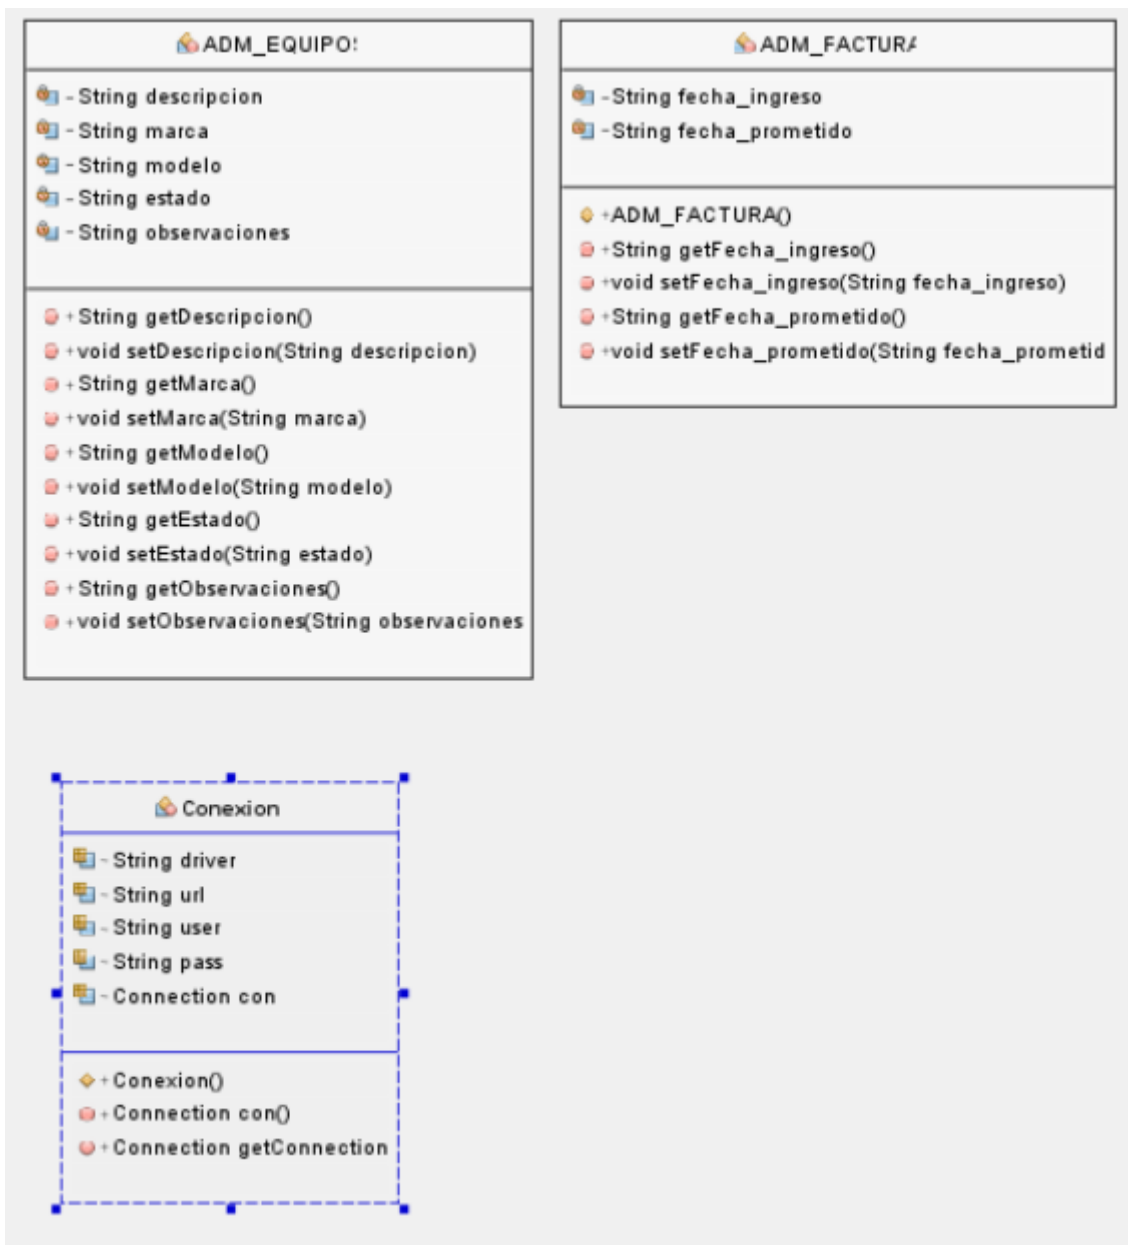 ADM_EQUIPO
- String descripcion
- String marca
- String modelo
- String estado
- String observaciones
+ String getDescripcion()
+ void setDescripcion(String descripcion)
+ String getMarca()
+ void setMarca(String marca)
+ String getModelo()
+ void setModelo(String modelo)
+ String getEstado()
+ void setEstado(String estado)
+ String getObservaciones()
+ void setObservaciones(String observaciones
ADM_FACTURA
- String fecha_ingreso
- String fecha_prometido
+ ADM_FACTURA()
+ String getFecha_ingreso()
+ void setFecha_ingreso(String fecha_ingreso)
+ String getFecha_prometido()
+ void setFecha_prometido(String fecha_prometid
Conexion
~ String driver
~ String url
~ String user
~ String pass
~ Connection con
+ Conexion()
+ Connection con()
+ Connection getConnection